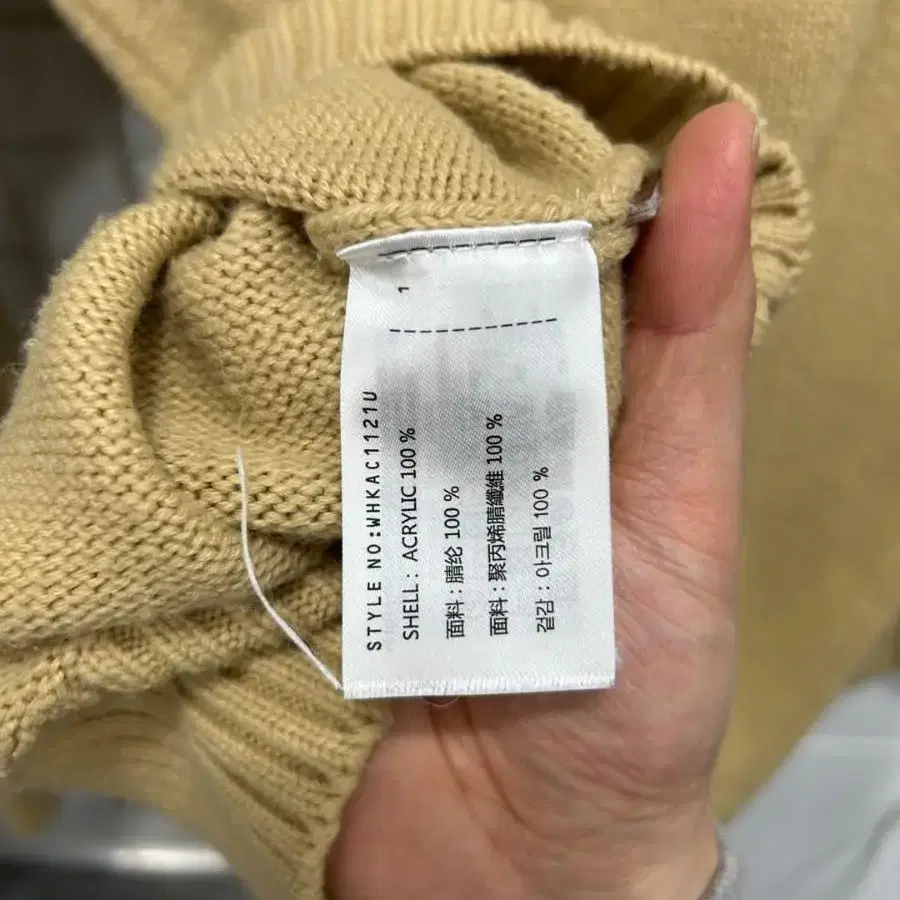 1
STYLE NO:WHKAC1121U
SHELL: ACRYLIC 100 %
面料:腈纶 100 %
面料:聚丙烯腈纖維 100 %
겉감:아크릴 100 %